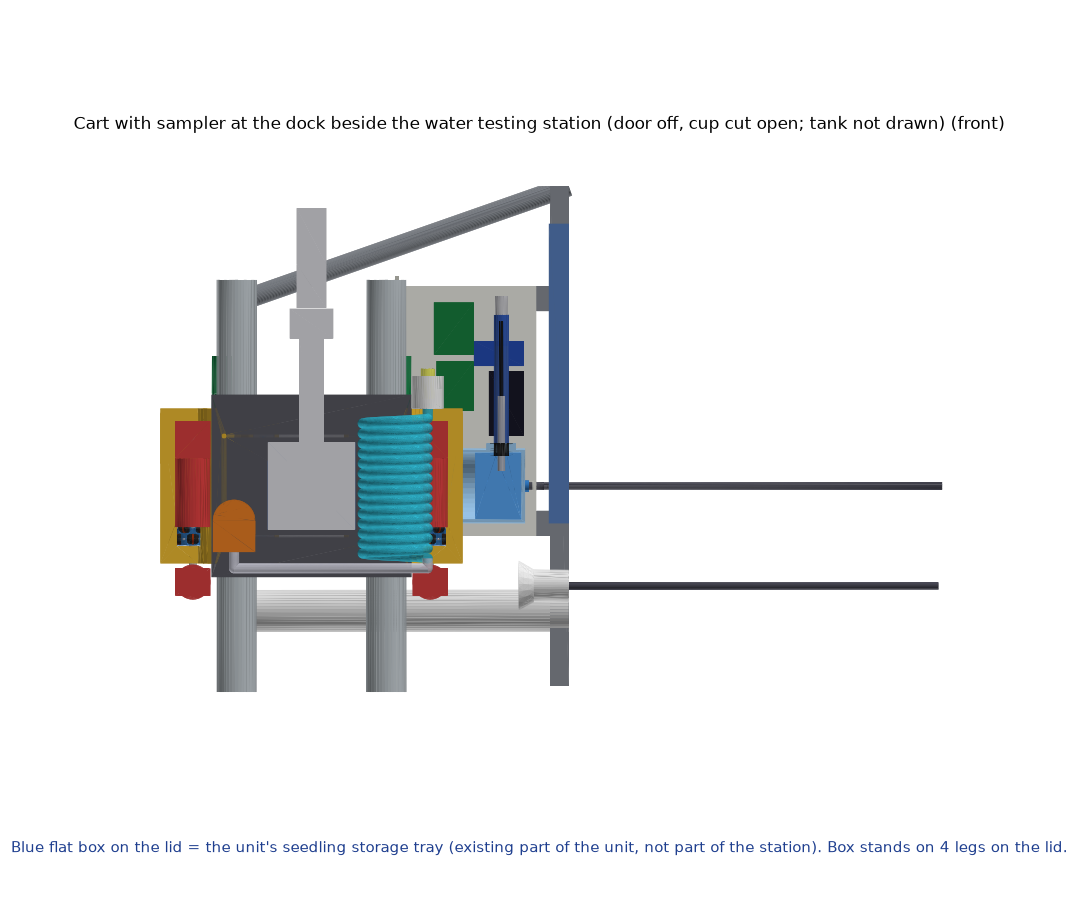 Cart with sampler at the dock beside the water testing station (door off, cup cut open; tank not drawn) (front)
Blue flat box on the lid = the unit's seedling storage tray (existing part of the unit, not part of the station). Box stands on 4 legs on the lid.